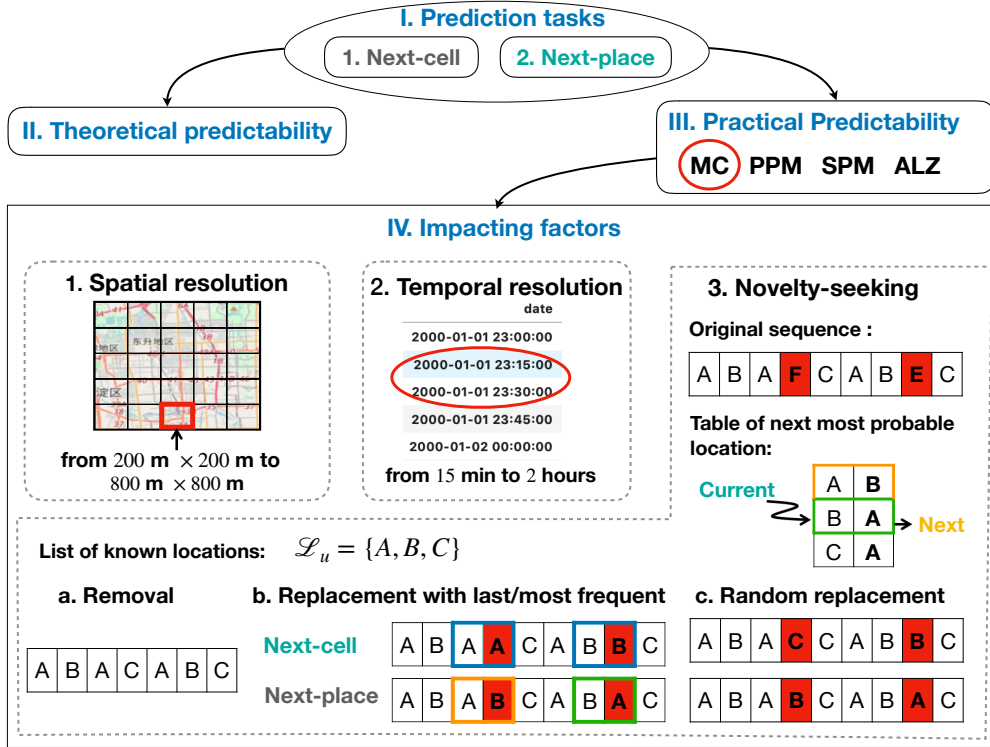 I. Prediction tasks
1. Next-cell
2. Next-place
II. Theoretical predictability
III. Practical Predictability
MC PPM SPM ALZ
IV. Impacting factors
1. Spatial resolution
东升地区
地区
淀区
from 200 m × 200 m to
800 m × 800 m
2. Temporal resolution
date
2000-01-01 23:00:00
2000-01-01 23:15:00
2000-01-01 23:30:00
2000-01-01 23:45:00
2000-01-02 00:00:00
from 15 min to 2 hours
3. Novelty-seeking
Original sequence :
A B A F C A B E C
Table of next most probable
location:
Current
A B
B A
C A
Next
List of known locations: ℒu = {A, B, C}
a. Removal
A B A C A B C
b. Replacement with last/most frequent
Next-cell
A B A A C A B B C
Next-place
A B A B C A B A C
c. Random replacement
A B A C C A B B C
A B A B C A B A C